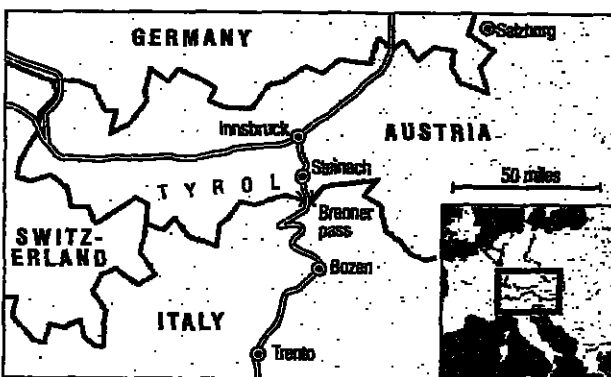 GERMANY
Salzburg
Innsbruck
AUSTRIA
Steinach
TYROL
50 miles
Brenner
pass
SWITZ-
ERLAND
Bozen
ITALY
Trento